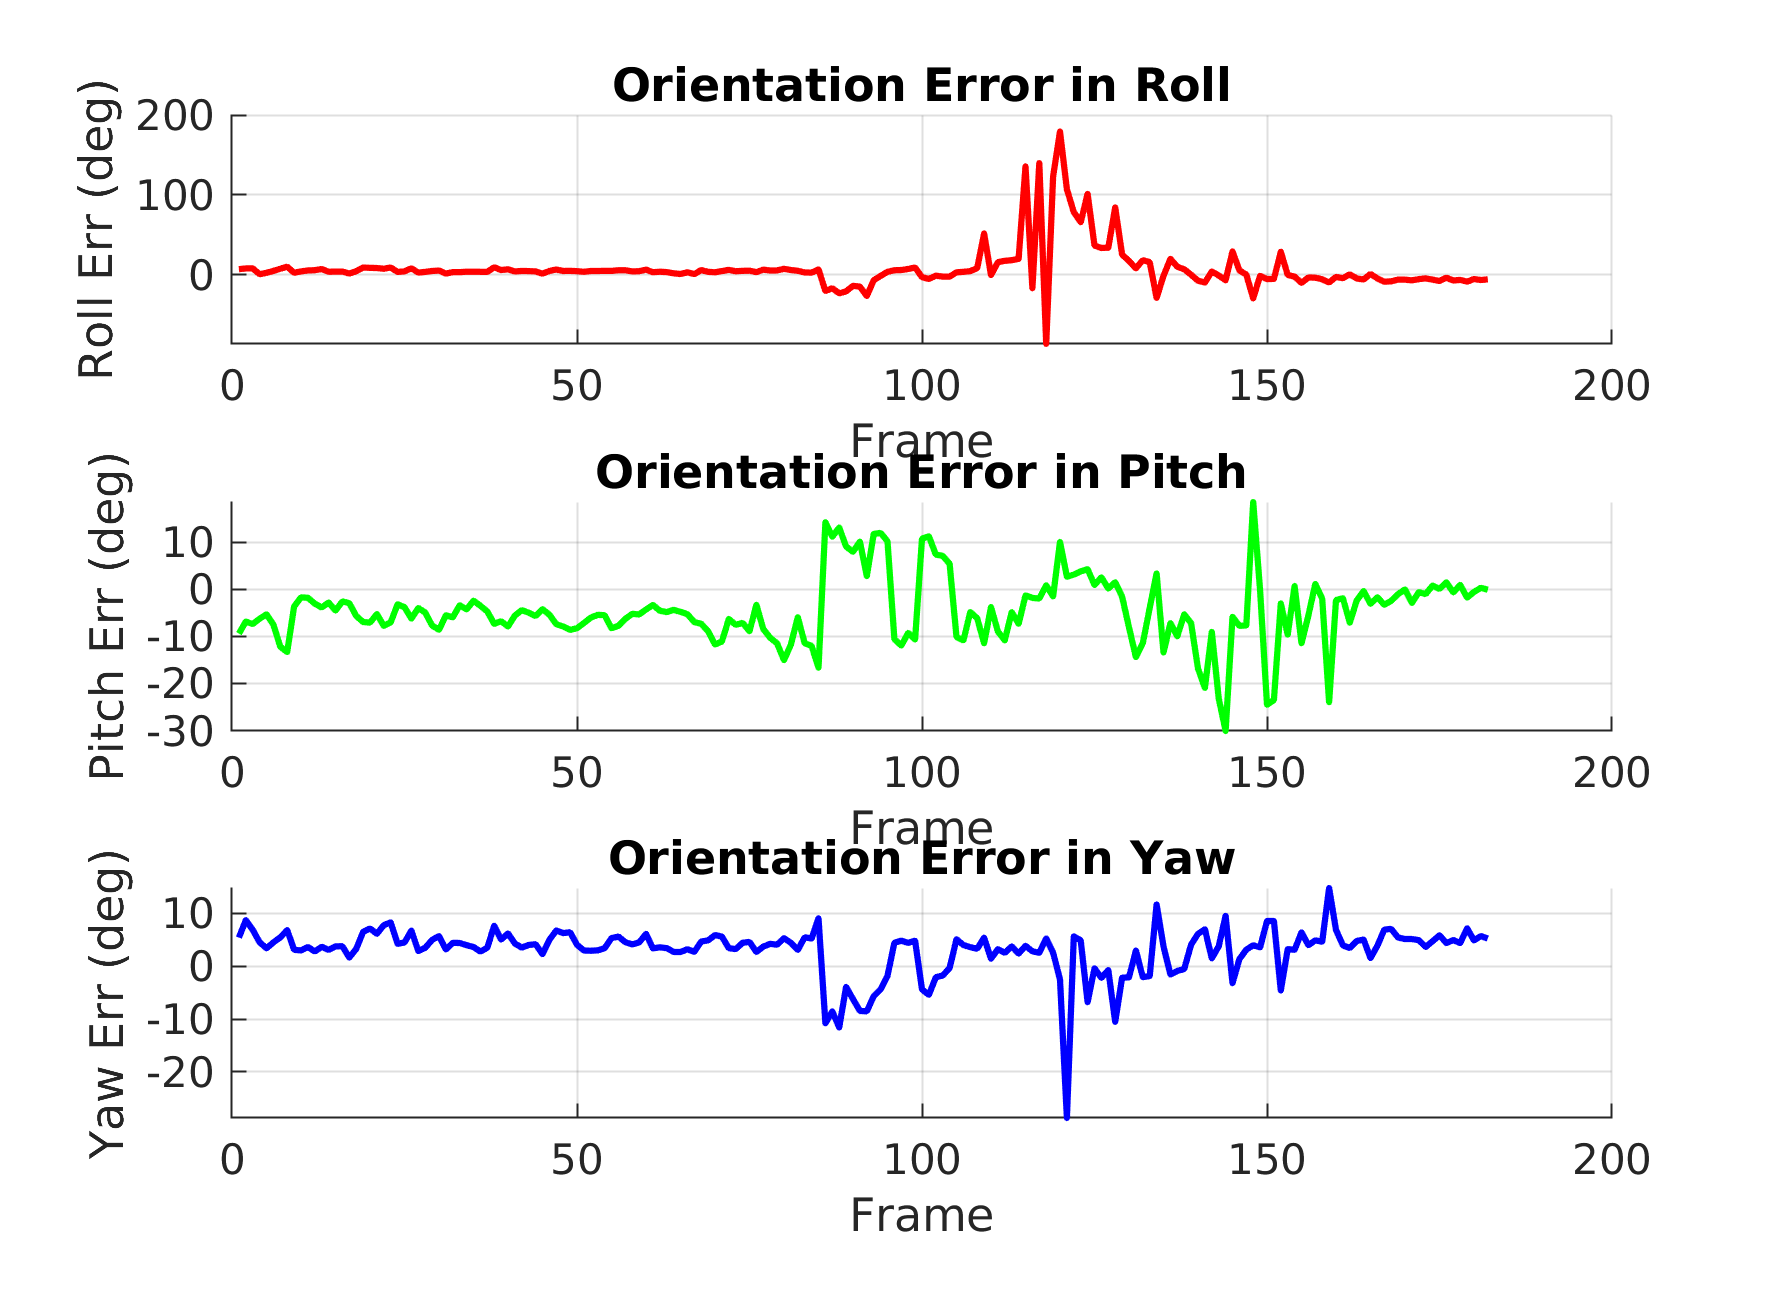 Orientation Error in Roll
Roll Err (deg)
200
100
0
0 50 100 150 200
Frame
Orientation Error in Pitch
Pitch Err (deg)
10
0
-10
-20
-30
0 50 100 150 200
Frame
Orientation Error in Yaw
Yaw Err (deg)
10
0
-10
-20
0 50 100 150 200
Frame